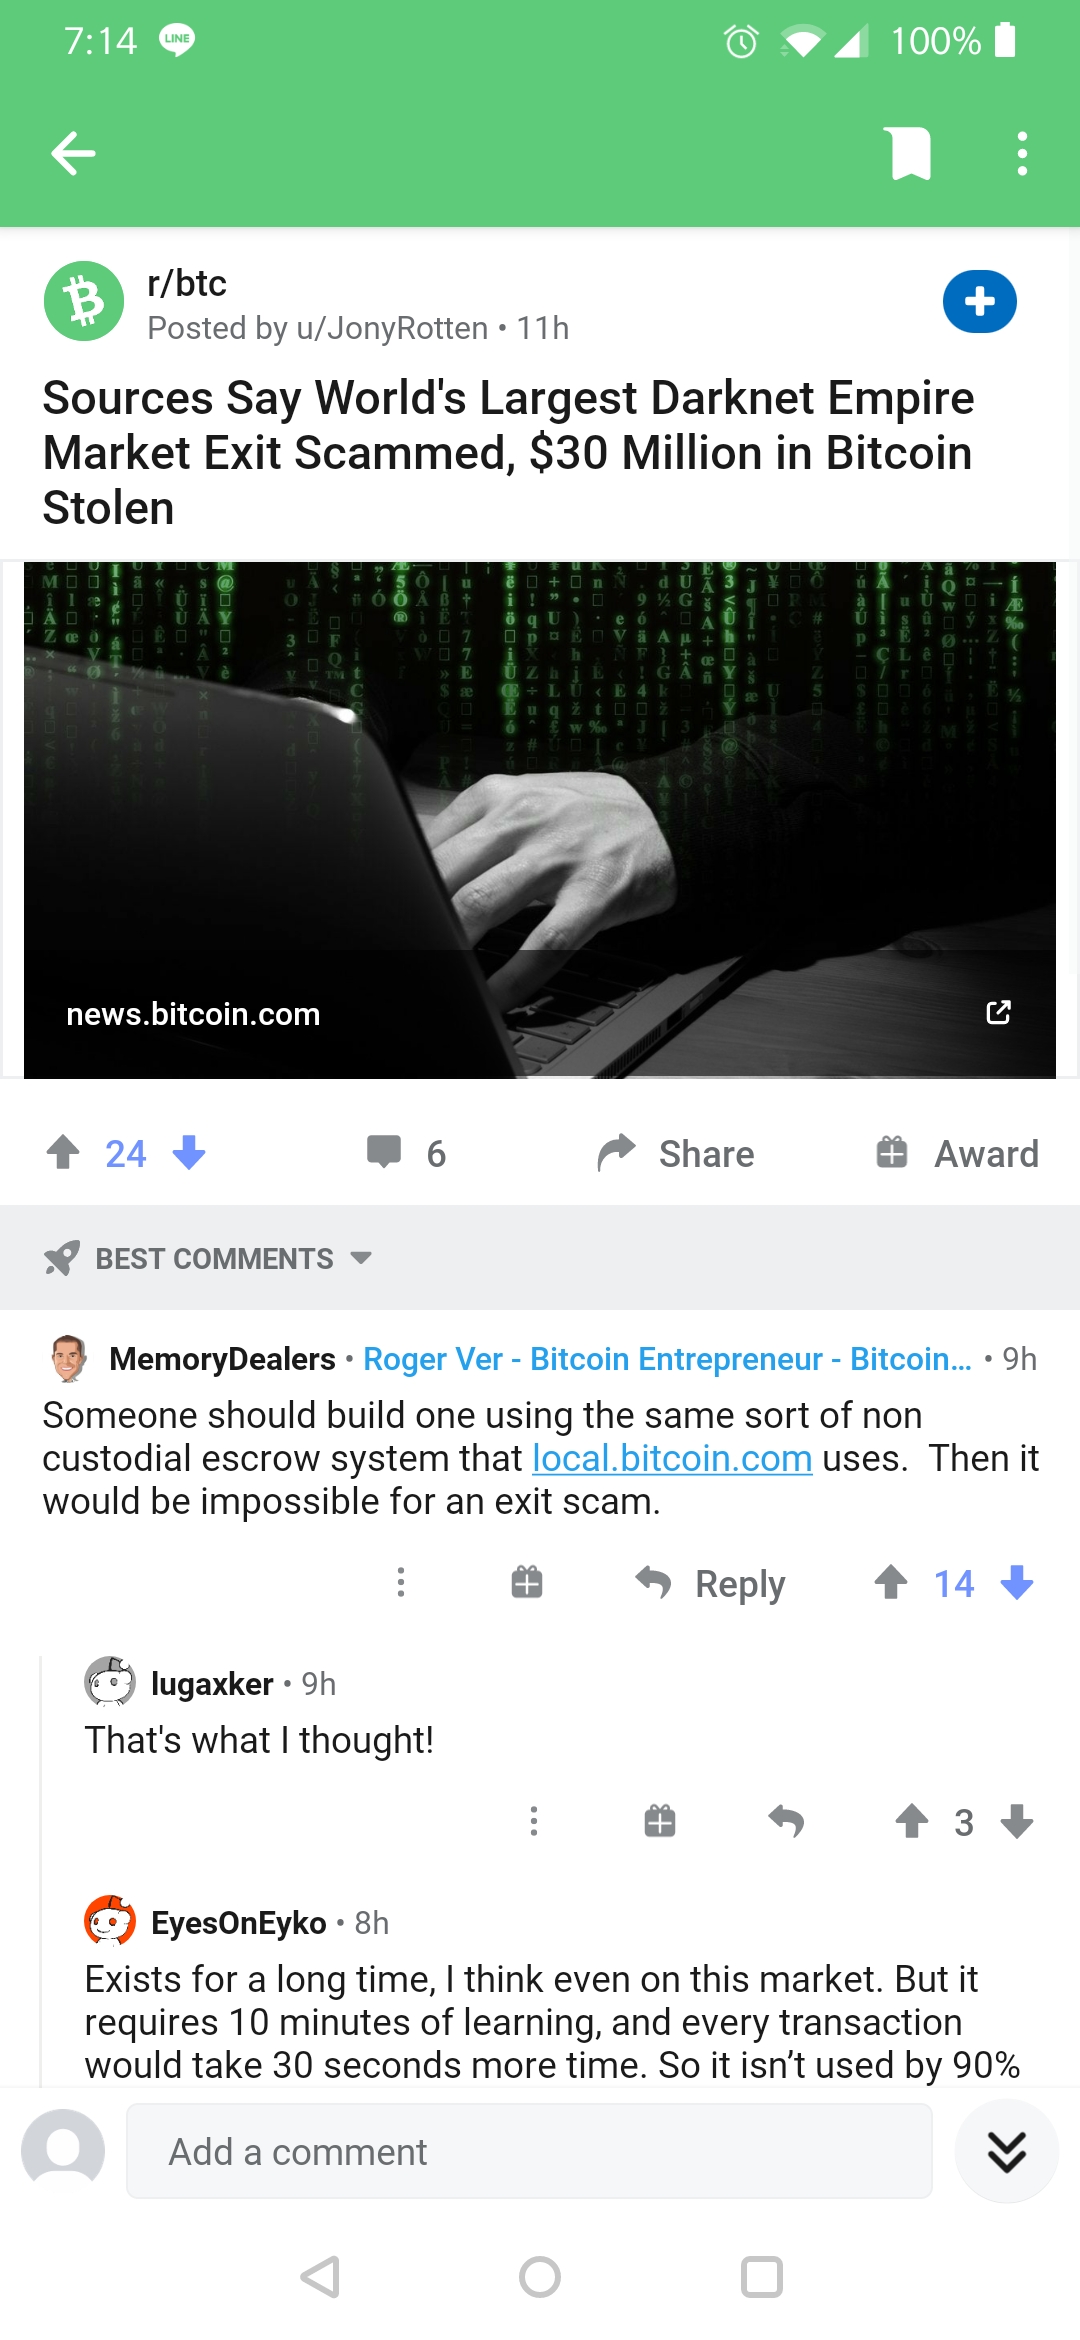 7:14 LINE 100%
r/btc
Posted by u/JonyRotten • 11h
Sources Say World's Largest Darknet Empire
Market Exit Scammed, $30 Million in Bitcoin
Stolen
news.bitcoin.com
24 6 Share Award
BEST COMMENTS
MemoryDealers • Roger Ver - Bitcoin Entrepreneur - Bitcoin... • 9h
Someone should build one using the same sort of non
custodial escrow system that local.bitcoin.com uses. Then it
would be impossible for an exit scam.
Reply 14
lugaxker • 9h
That's what I thought!
3
EyesOnEyko • 8h
Exists for a long time, I think even on this market. But it
requires 10 minutes of learning, and every transaction
would take 30 seconds more time. So it isn’t used by 90%
Add a comment